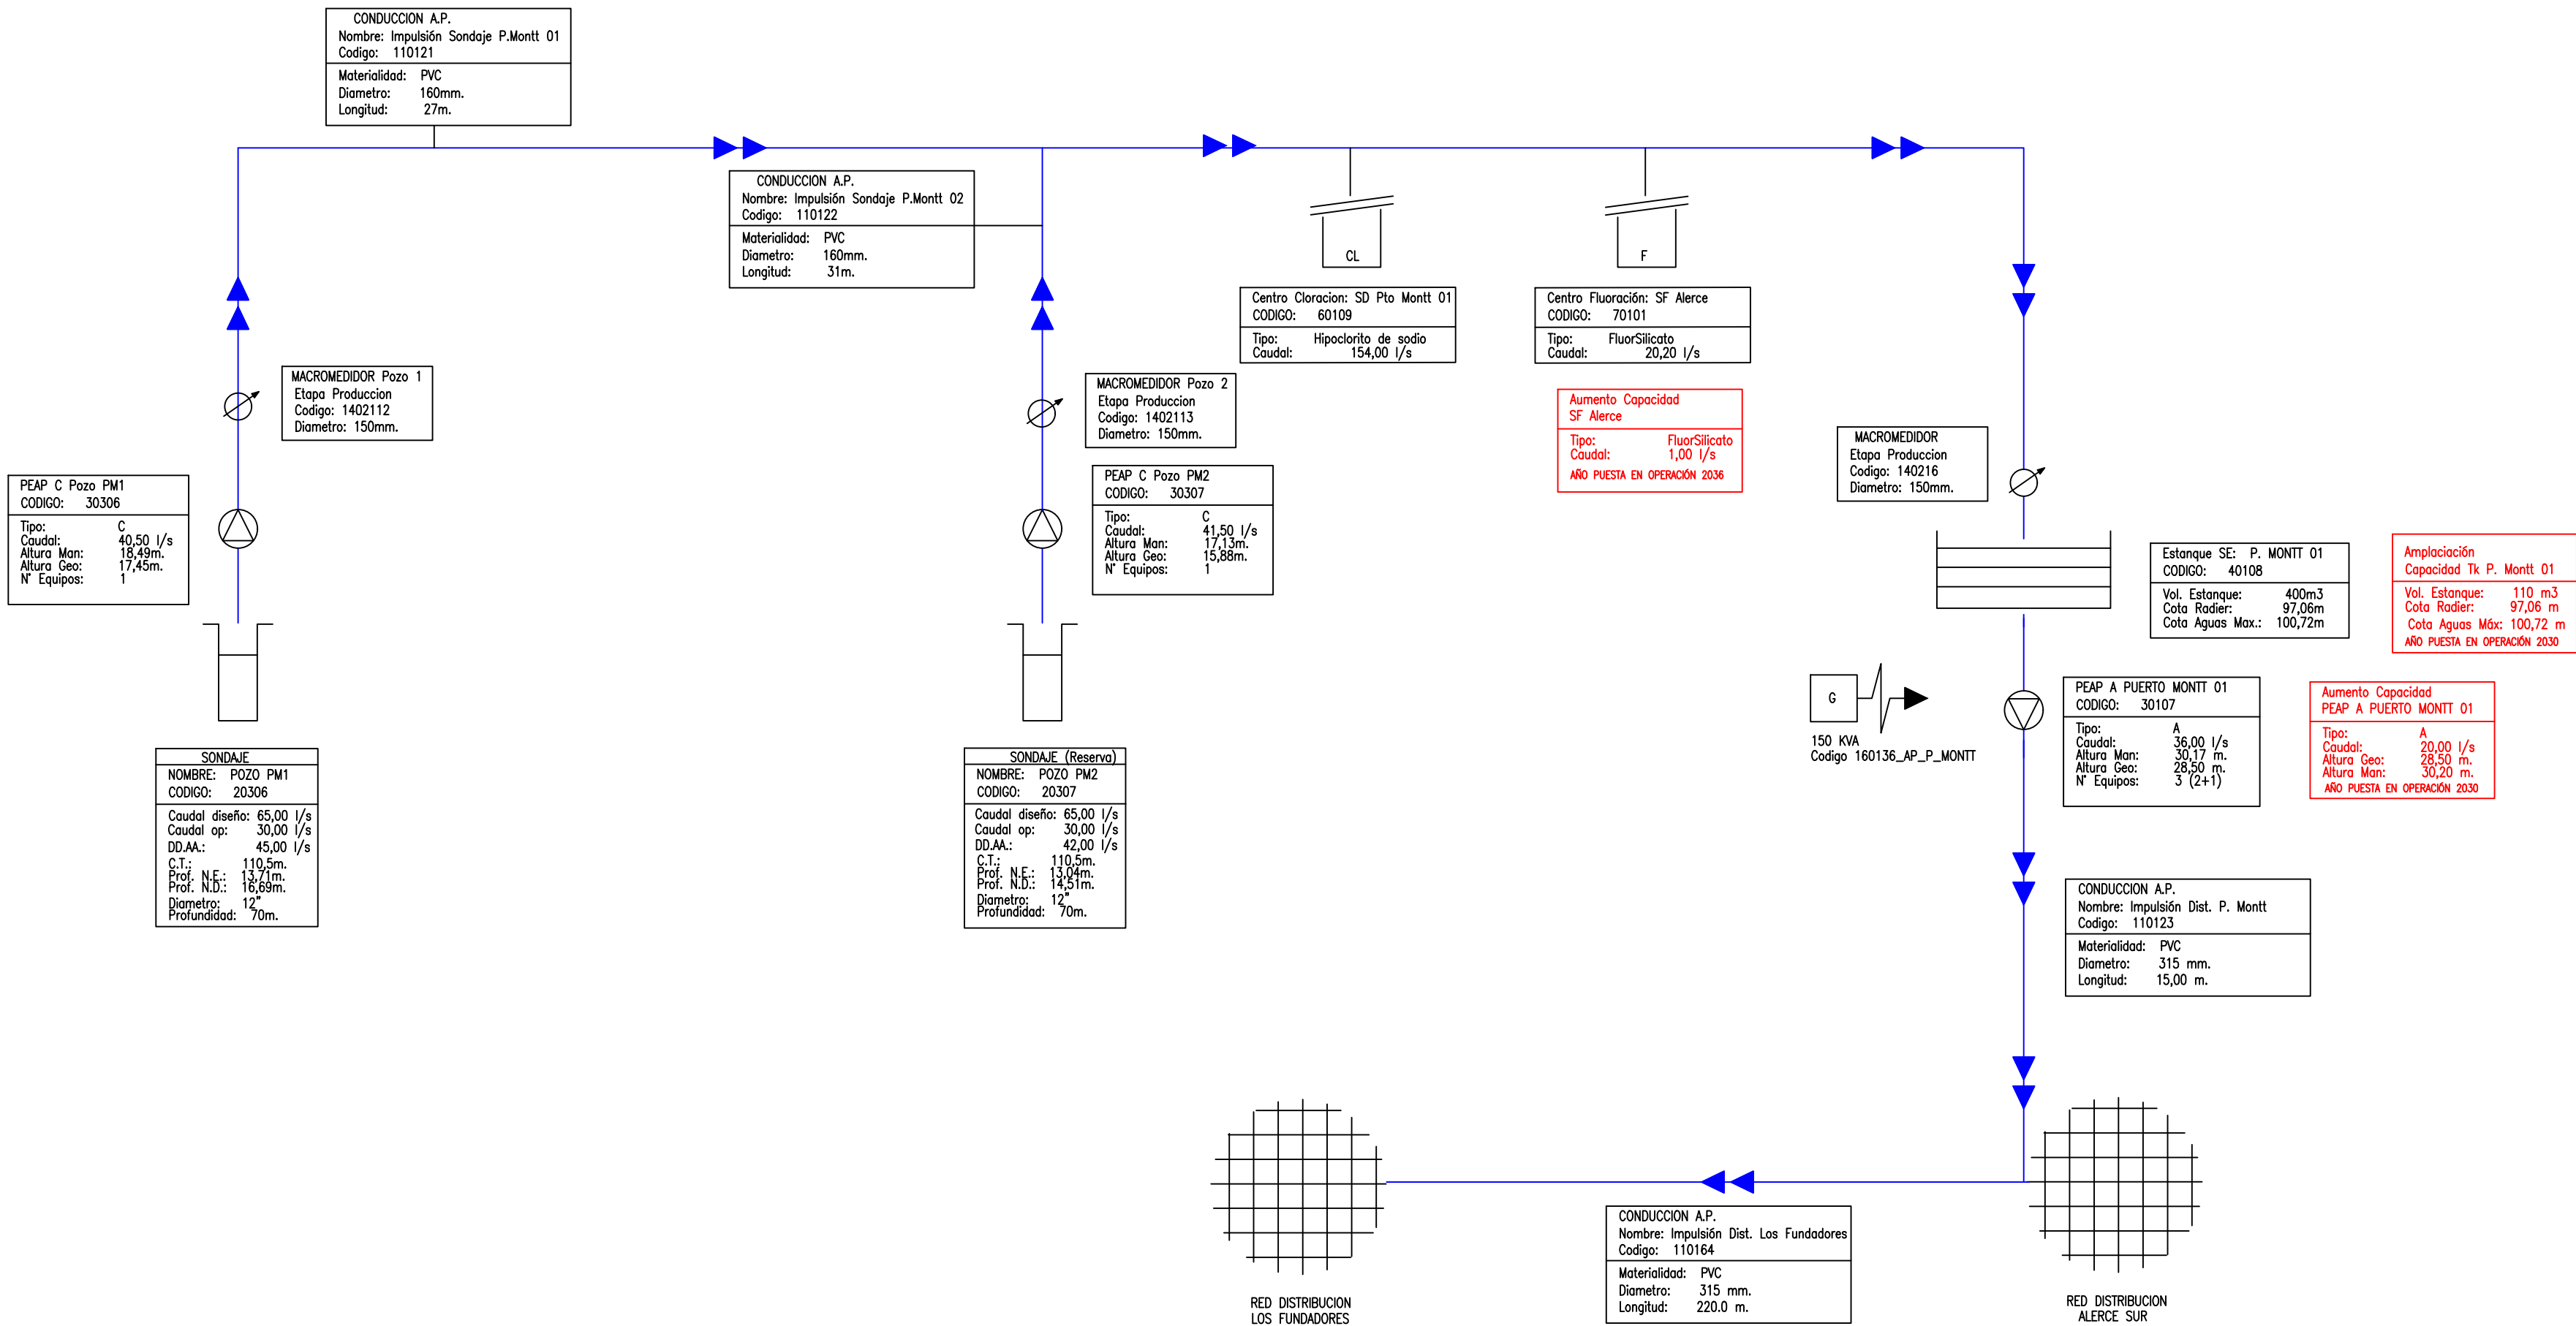 CONDUCCION A.P.
Nombre: Impulsión Sondaje P.Montt 01
Codigo: 110121
Materialidad: PVC
Diametro: 160mm.
Longitud: 27m.
CONDUCCION A.P.
Nombre: Impulsión Sondaje P.Montt 02
Codigo: 110122
Materialidad: PVC
Diametro: 160mm.
Longitud: 31m.
CL
F
Centro Cloracion: SD Pto Montt 01
CODIGO: 60109
Tipo: Hipoclorito de sodio
Caudal: 154,00 l/s
Centro Fluoración: SF Alerce
CODIGO: 70101
Tipo: FluorSilicato
Caudal: 20,20 l/s
Aumento Capacidad
SF Alerce
Tipo: FluorSilicato
Caudal: 1,00 l/s
AÑO PUESTA EN OPERACIÓN 2036
MACROMEDIDOR Pozo 1
Etapa Produccion
Codigo: 1402112
Diametro: 150mm.
MACROMEDIDOR Pozo 2
Etapa Produccion
Codigo: 1402113
Diametro: 150mm.
MACROMEDIDOR
Etapa Produccion
Codigo: 140216
Diametro: 150mm.
PEAP C Pozo PM1
CODIGO: 30306
Tipo: C
Caudal: 40,50 l/s
Altura Man: 18,49m.
Altura Geo: 17,45m.
N° Equipos: 1
PEAP C Pozo PM2
CODIGO: 30307
Tipo: C
Caudal: 41,50 l/s
Altura Man: 17,13m.
Altura Geo: 15,88m.
N° Equipos: 1
Estanque SE: P. MONTT 01
CODIGO: 40108
Vol. Estanque: 400m3
Cota Radier: 97,06m
Cota Aguas Max.: 100,72m
Amplaciación
Capacidad Tk P. Montt 01
Vol. Estanque: 110 m3
Cota Radier: 97,06 m
Cota Aguas Máx: 100,72 m
AÑO PUESTA EN OPERACIÓN 2030
G
150 KVA
Codigo 160136_AP_P_MONTT
PEAP A PUERTO MONTT 01
CODIGO: 30107
Tipo: A
Caudal: 36,00 l/s
Altura Man: 30,17 m.
Altura Geo: 28,50 m.
N° Equipos: 3 (2+1)
Aumento Capacidad
PEAP A PUERTO MONTT 01
Tipo: A
Caudal: 20,00 l/s
Altura Geo: 28,50 m.
Altura Man: 30,20 m.
AÑO PUESTA EN OPERACIÓN 2030
SONDAJE
NOMBRE: POZO PM1
CODIGO: 20306
Caudal diseño: 65,00 l/s
Caudal op: 30,00 l/s
DD.AA.: 45,00 l/s
C.T.: 110,5m.
Prof. N.E.: 13,71m.
Prof. N.D.: 16,69m.
Diametro: 12"
Profundidad: 70m.
SONDAJE (Reserva)
NOMBRE: POZO PM2
CODIGO: 20307
Caudal diseño: 65,00 l/s
Caudal op: 30,00 l/s
DD.AA.: 42,00 l/s
C.T.: 110,5m.
Prof. N.E.: 13,04m.
Prof. N.D.: 14,51m.
Diametro: 12"
Profundidad: 70m.
CONDUCCION A.P.
Nombre: Impulsión Dist. P. Montt
Codigo: 110123
Materialidad: PVC
Diametro: 315 mm.
Longitud: 15,00 m.
CONDUCCION A.P.
Nombre: Impulsión Dist. Los Fundadores
Codigo: 110164
Materialidad: PVC
Diametro: 315 mm.
Longitud: 220.0 m.
RED DISTRIBUCION
LOS FUNDADORES
RED DISTRIBUCION
ALERCE SUR